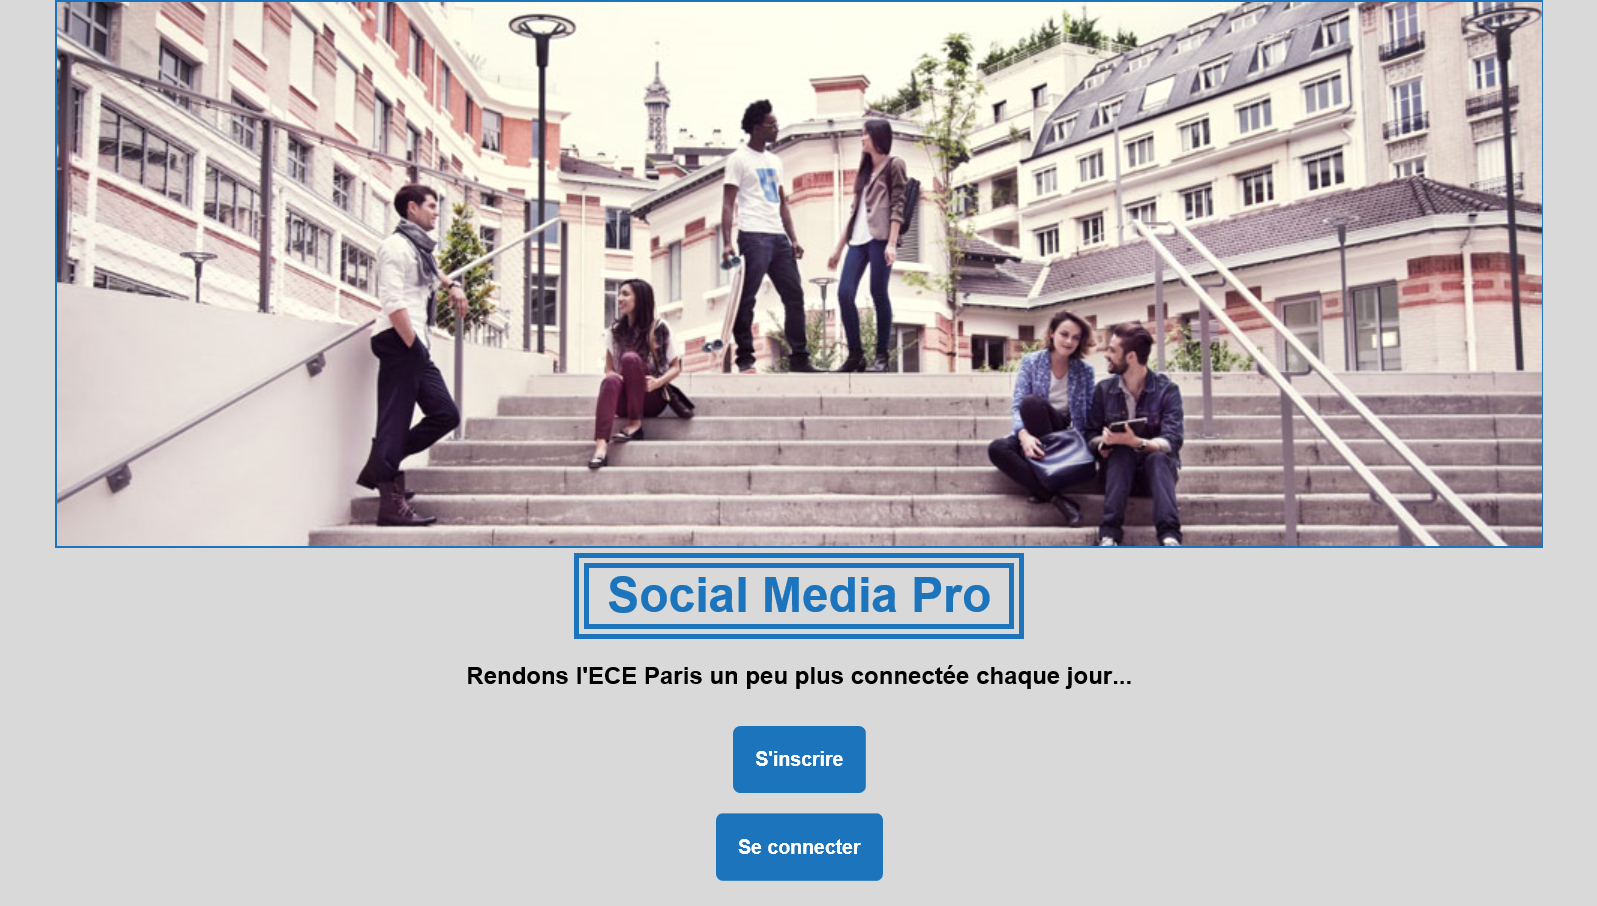 Social Media Pro
Rendons l'ECE Paris un peu plus connectée chaque jour...
S'inscrire
Se connecter